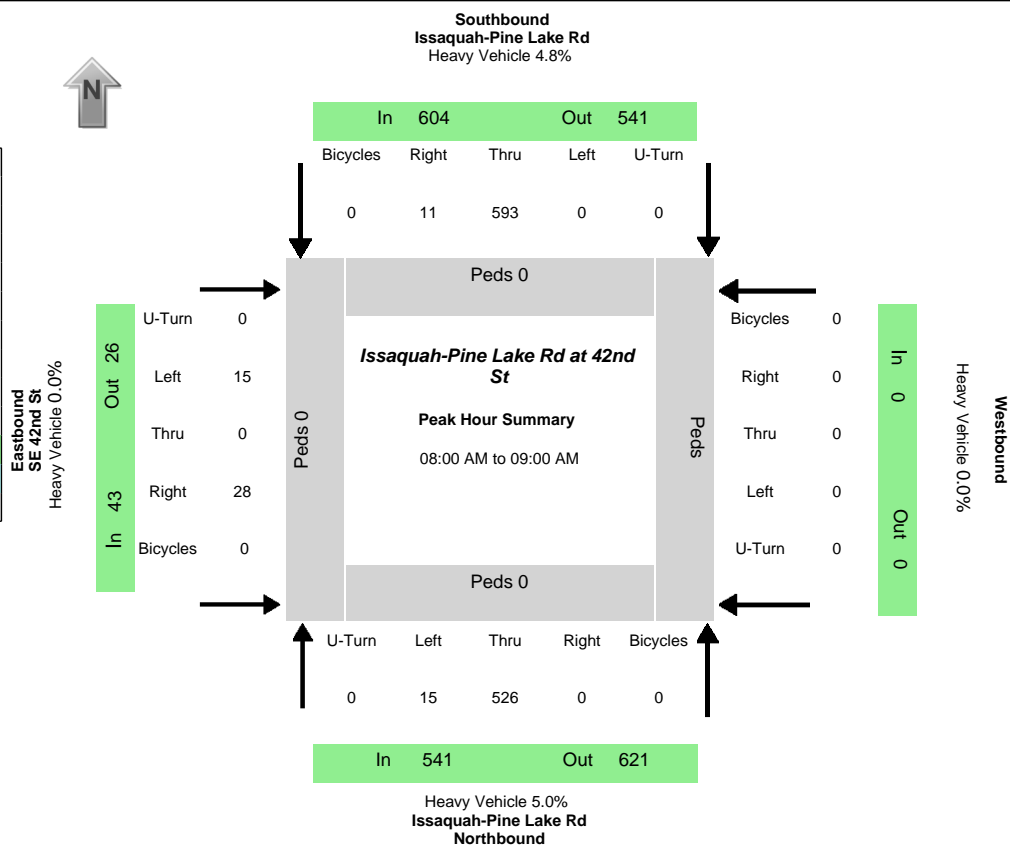 Southbound
Issaquah-Pine Lake Rd
Heavy Vehicle 4.8%
N
In 604 Out 541
Bicycles Right Thru Left U-Turn
0 11 593 0 0
Peds 0
Eastbound
SE 42nd St
Heavy Vehicle 0.0%
In 43 Out 26
U-Turn 0
Left 15
Thru 0
Right 28
Bicycles 0
Peds 0
Issaquah-Pine Lake Rd at 42nd
St
Peak Hour Summary
08:00 AM to 09:00 AM
Peds
Bicycles 0
Right 0
Thru 0
Left 0
U-Turn 0
In 0 Out 0
Heavy Vehicle 0.0%
Westbound
Peds 0
U-Turn Left Thru Right Bicycles
0 15 526 0 0
In 541 Out 621
Heavy Vehicle 5.0%
Issaquah-Pine Lake Rd
Northbound